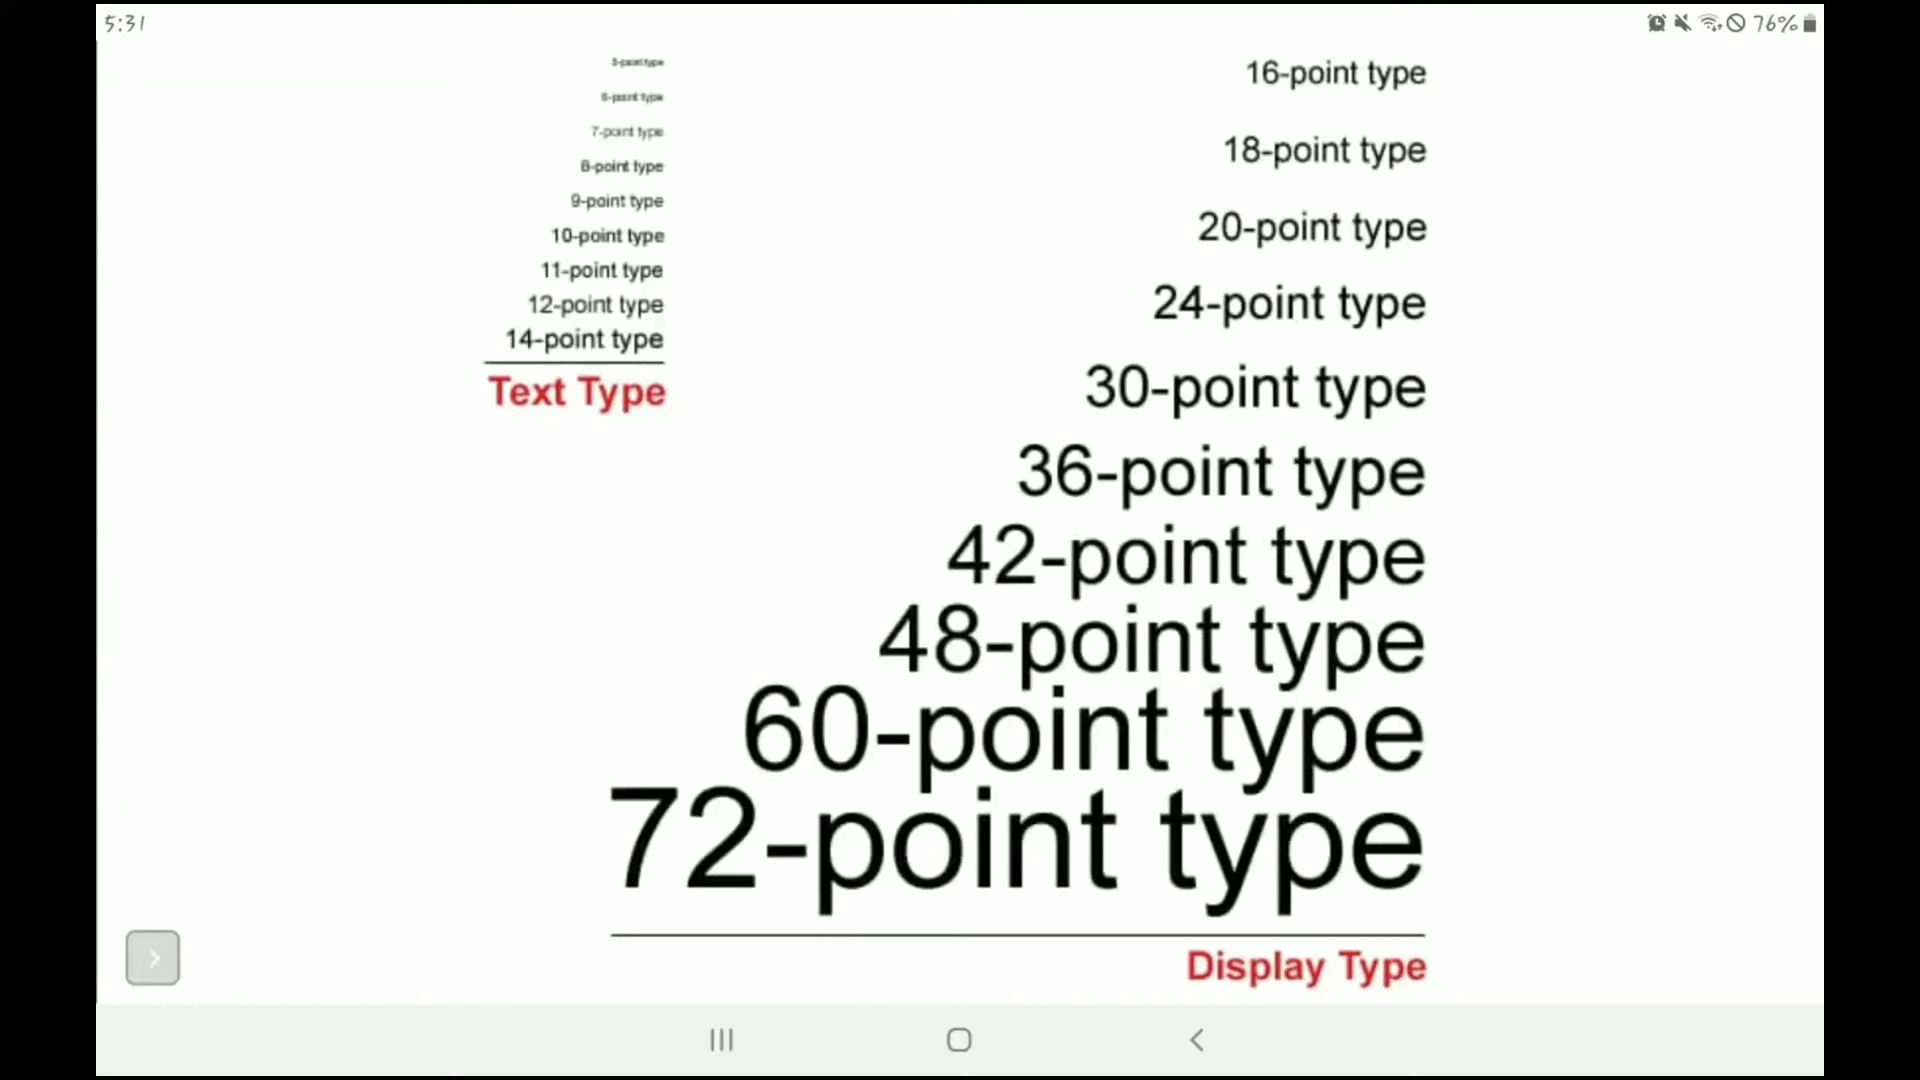 5:31
76%
5-point type
6-point type
7-point type
8-point type
9-point type
10-point type
11-point type
12-point type
14-point type
Text Type
16-point type
18-point type
20-point type
24-point type
30-point type
36-point type
42-point type
48-point type
60-point type
72-point type
Display Type